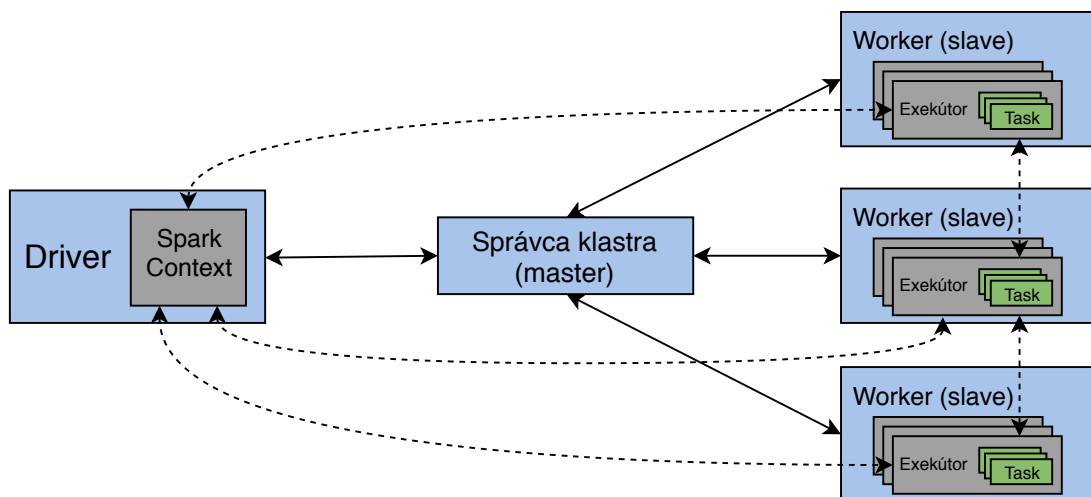 Driver
Spark
Context
Správca klastra
(master)
Worker (slave)
Exekútor
Task
Worker (slave)
Exekútor
Task
Worker (slave)
Exekútor
Task